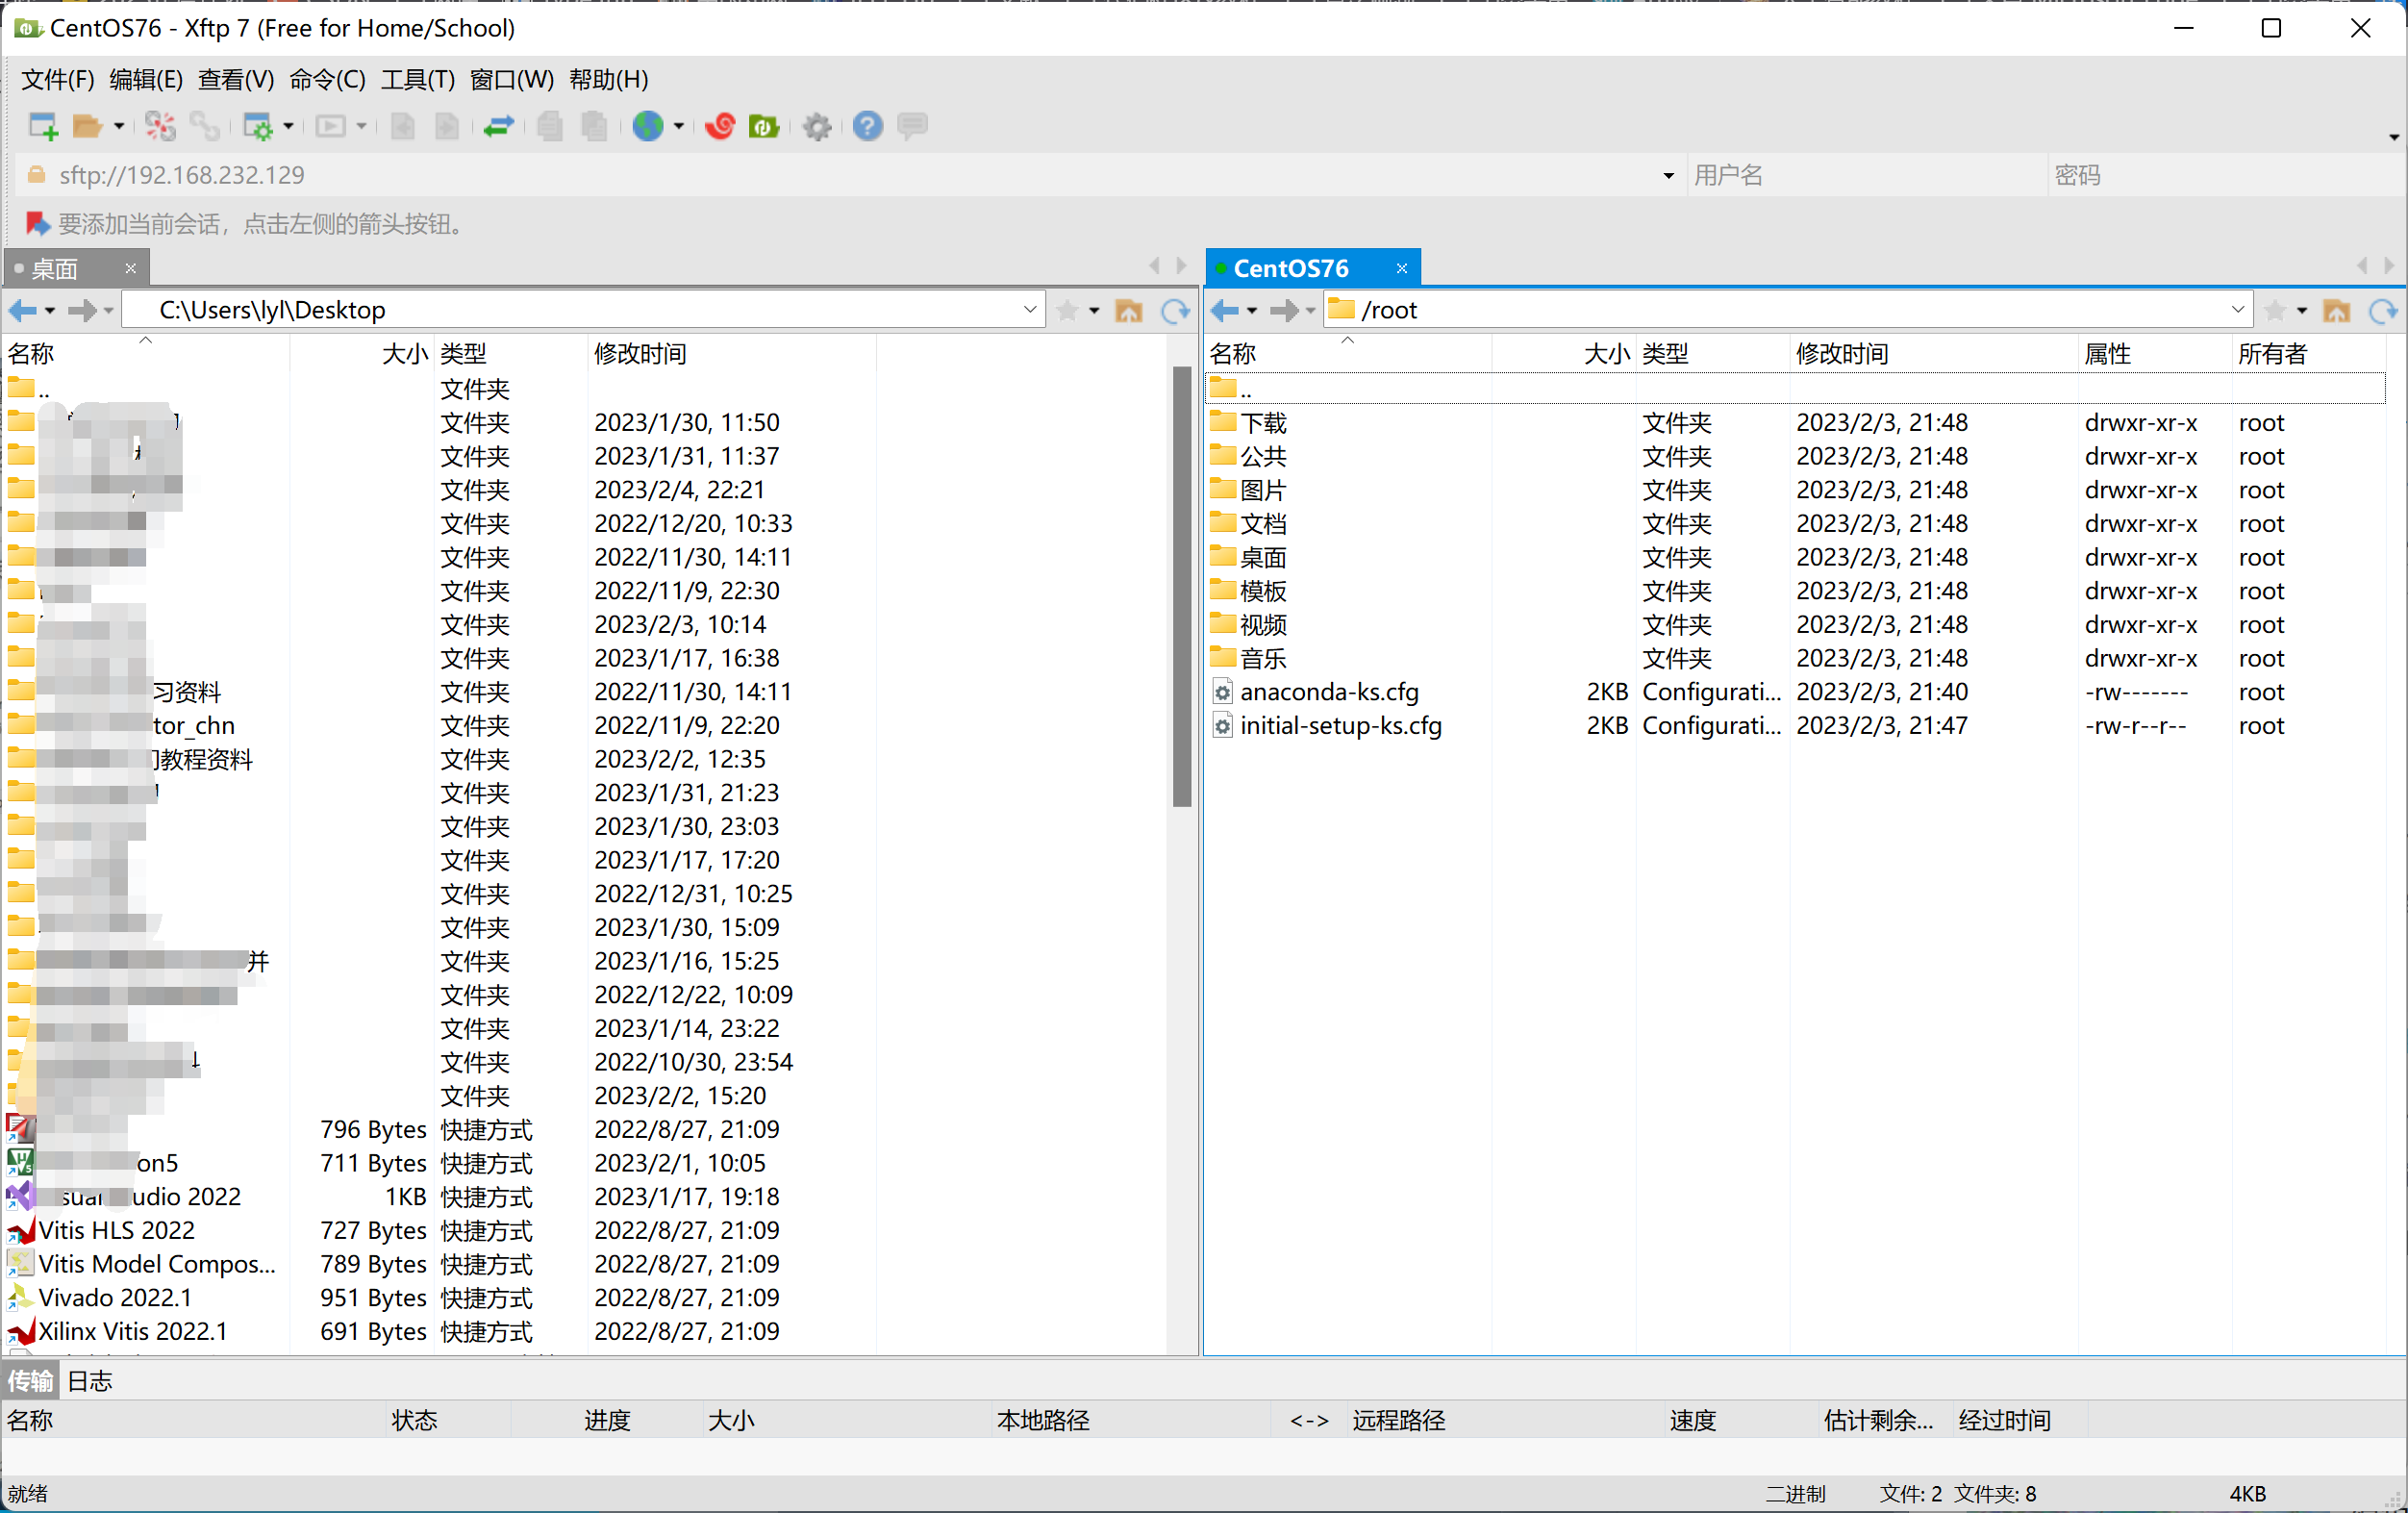 CentOS76 - Xftp 7 (Free for Home/School)
文件(F) 编辑(E) 查看(V) 命令(C) 工具(T) 窗口(W) 帮助(H)
sftp://192.168.232.129 用户名 密码
要添加当前会话，点击左侧的箭头按钮。
桌面
C:\Users\lyl\Desktop
名称 大小 类型 修改时间
.. 文件夹
文件夹 2023/1/30, 11:50
文件夹 2023/1/31, 11:37
文件夹 2023/2/4, 22:21
文件夹 2022/12/20, 10:33
文件夹 2022/11/30, 14:11
文件夹 2022/11/9, 22:30
文件夹 2023/2/3, 10:14
文件夹 2023/1/17, 16:38
习资料 文件夹 2022/11/30, 14:11
tor_chn 文件夹 2022/11/9, 22:20
教程资料 文件夹 2023/2/2, 12:35
文件夹 2023/1/31, 21:23
文件夹 2023/1/30, 23:03
文件夹 2023/1/17, 17:20
文件夹 2022/12/31, 10:25
文件夹 2023/1/30, 15:09
并 文件夹 2023/1/16, 15:25
文件夹 2022/12/22, 10:09
文件夹 2023/1/14, 23:22
文件夹 2022/10/30, 23:54
文件夹 2023/2/2, 15:20
796 Bytes 快捷方式 2022/8/27, 21:09
on5 711 Bytes 快捷方式 2023/2/1, 10:05
udio 2022 1KB 快捷方式 2023/1/17, 19:18
Vitis HLS 2022 727 Bytes 快捷方式 2022/8/27, 21:09
Vitis Model Compos... 789 Bytes 快捷方式 2022/8/27, 21:09
Vivado 2022.1 951 Bytes 快捷方式 2022/8/27, 21:09
Xilinx Vitis 2022.1 691 Bytes 快捷方式 2022/8/27, 21:09
CentOS76
/root
名称 大小 类型 修改时间 属性 所有者
..
下载 文件夹 2023/2/3, 21:48 drwxr-xr-x root
公共 文件夹 2023/2/3, 21:48 drwxr-xr-x root
图片 文件夹 2023/2/3, 21:48 drwxr-xr-x root
文档 文件夹 2023/2/3, 21:48 drwxr-xr-x root
桌面 文件夹 2023/2/3, 21:48 drwxr-xr-x root
模板 文件夹 2023/2/3, 21:48 drwxr-xr-x root
视频 文件夹 2023/2/3, 21:48 drwxr-xr-x root
音乐 文件夹 2023/2/3, 21:48 drwxr-xr-x root
anaconda-ks.cfg 2KB Configurati... 2023/2/3, 21:40 -rw------- root
initial-setup-ks.cfg 2KB Configurati... 2023/2/3, 21:47 -rw-r--r-- root
传输 日志
名称 状态 进度 大小 本地路径 <-> 远程路径 速度 估计剩余... 经过时间
就绪 二进制 文件: 2 文件夹: 8 4KB